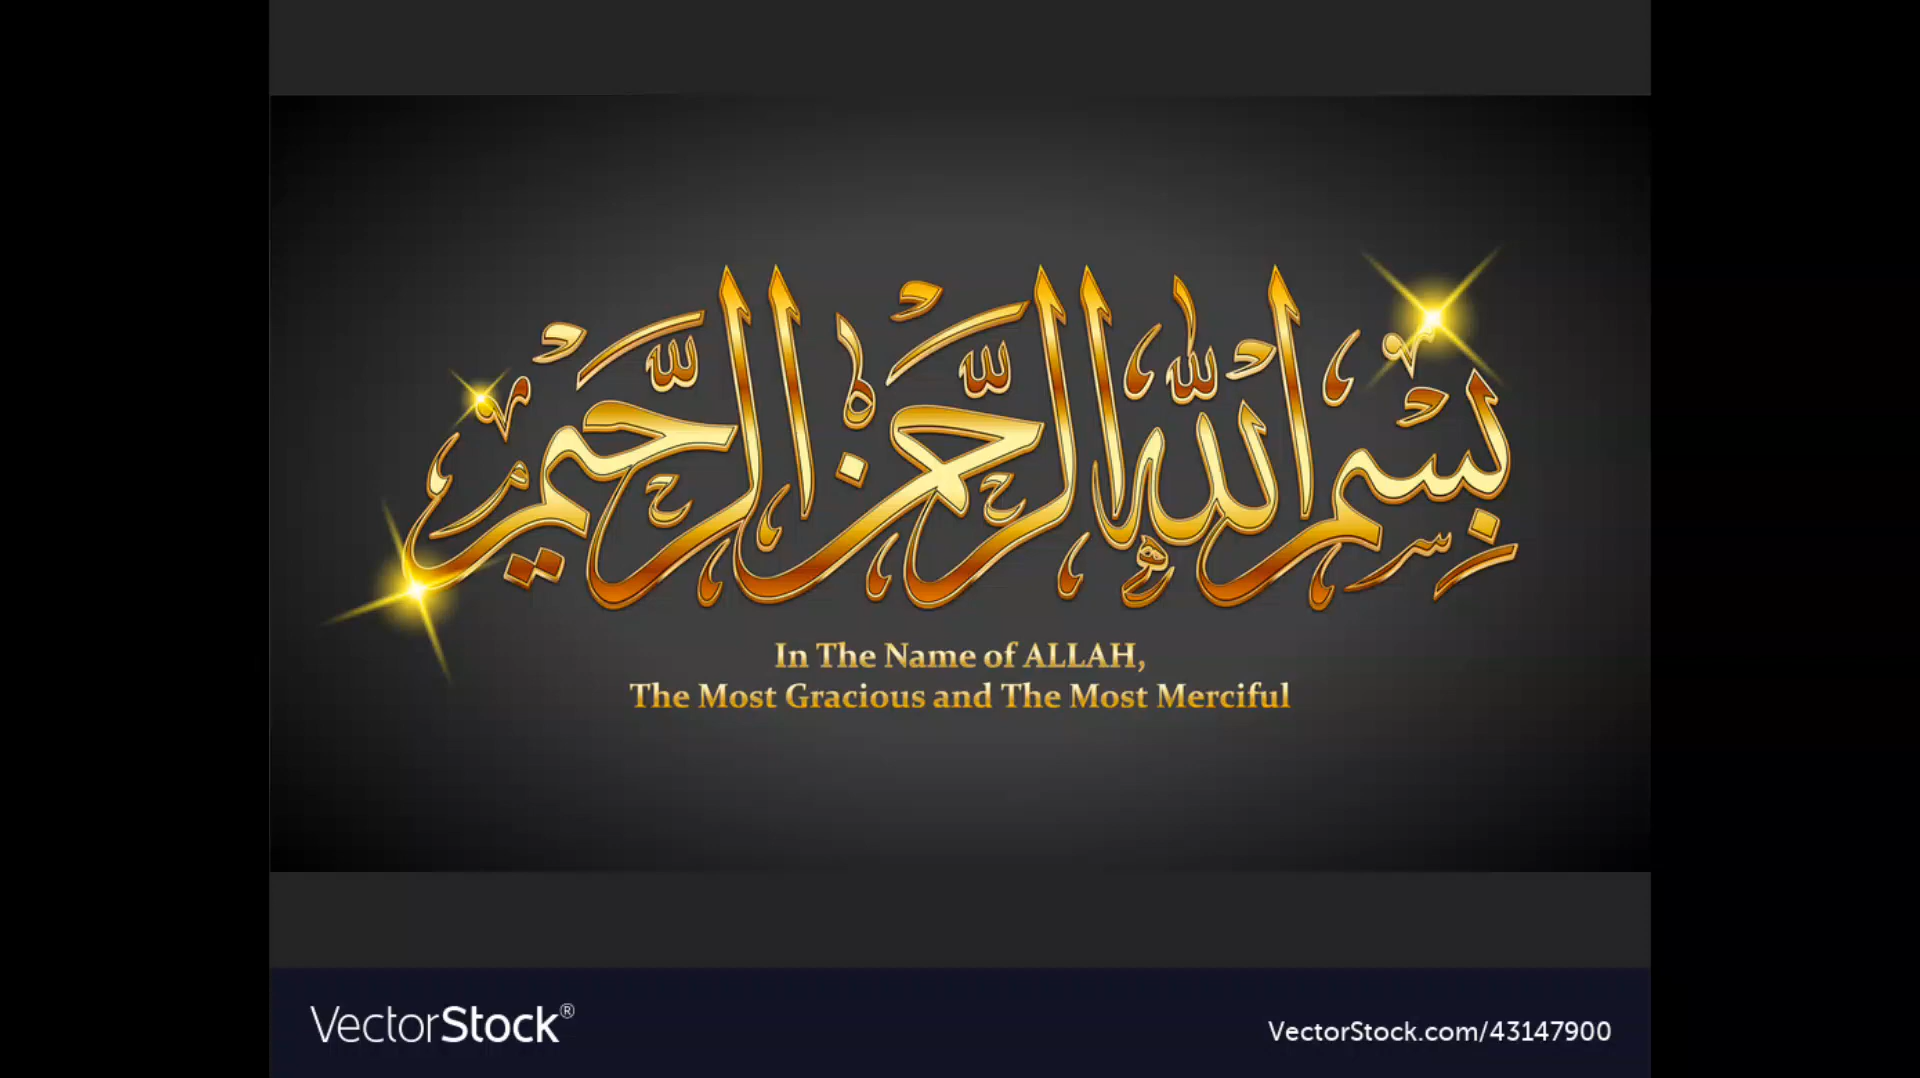 بسم الله الرحمن الرحيم
In The Name of ALLAH,
The Most Gracious and The Most Merciful
VectorStock®
VectorStock.com/43147900